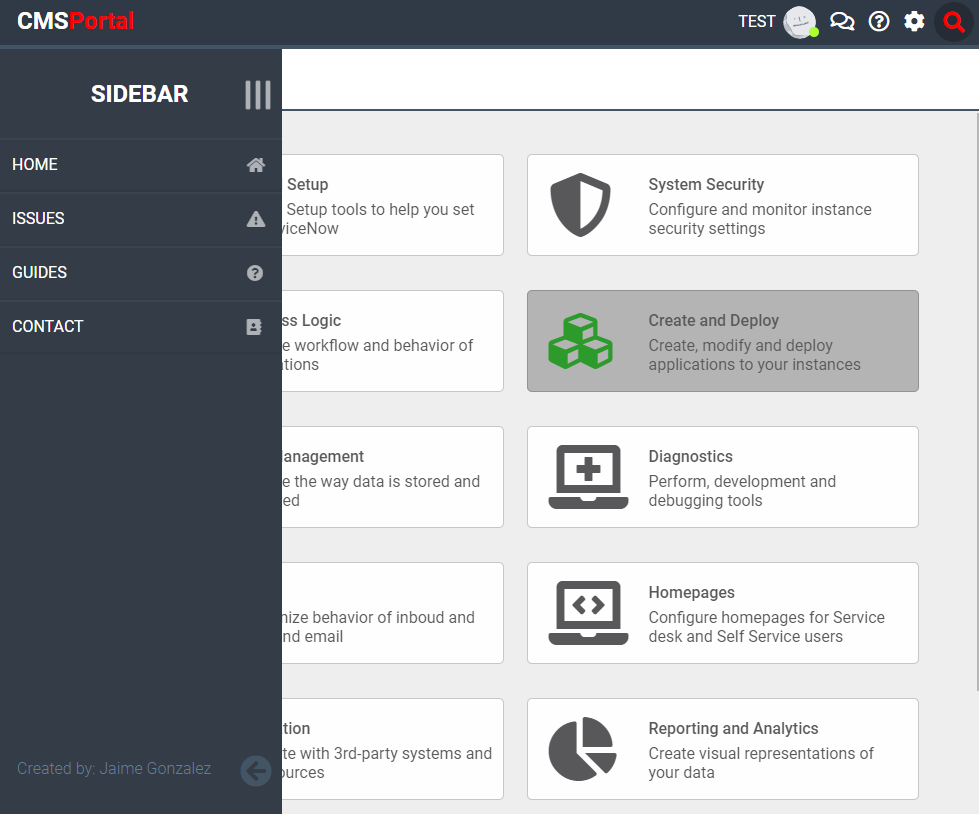 CMSPortal
TEST
SIDEBAR
HOME
ISSUES
GUIDES
CONTACT
Created by: Jaime Gonzalez
Setup
Setup tools to help you set
viceNow
System Security
Configure and monitor instance
security settings
ss Logic
e workflow and behavior of
tions
Create and Deploy
Create, modify and deploy
applications to your instances
anagement
e the way data is stored and
ed
Diagnostics
Perform, development and
debugging tools
nize behavior of inboud and
nd email
Homepages
Configure homepages for Service
desk and Self Service users
tion
te with 3rd-party systems and
ources
Reporting and Analytics
Create visual representations of
your data